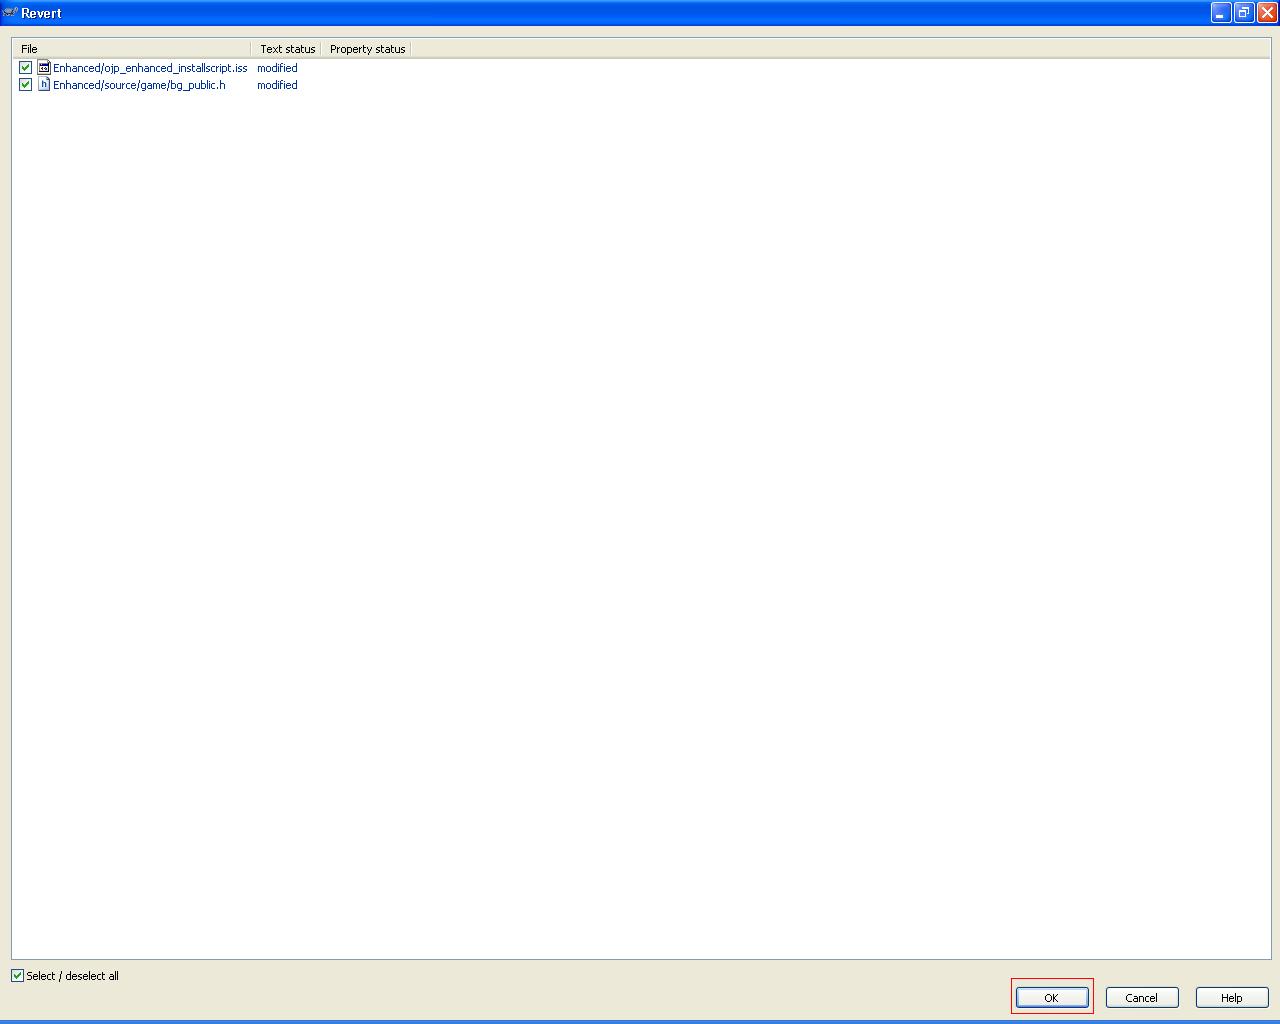 Revert
File Text status Property status
Enhanced/ojp_enhanced_installscript.iss modified
Enhanced/source/game/bg_public.h modified
Select / deselect all
OK Cancel Help